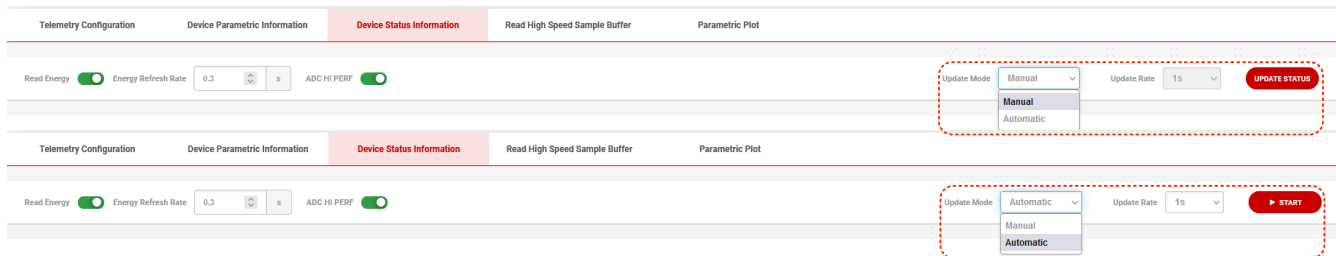 Telemetry Configuration Device Parametric Information Device Status Information Read High Speed Sample Buffer Parametric Plot
Read Energy Energy Refresh Rate 0.3 s ADC HI PERF Update Mode Manual Update Rate 1s UPDATE STATUS
Manual
Automatic
Telemetry Configuration Device Parametric Information Device Status Information Read High Speed Sample Buffer Parametric Plot
Read Energy Energy Refresh Rate 0.3 s ADC HI PERF Update Mode Automatic Update Rate 1s START
Manual
Automatic